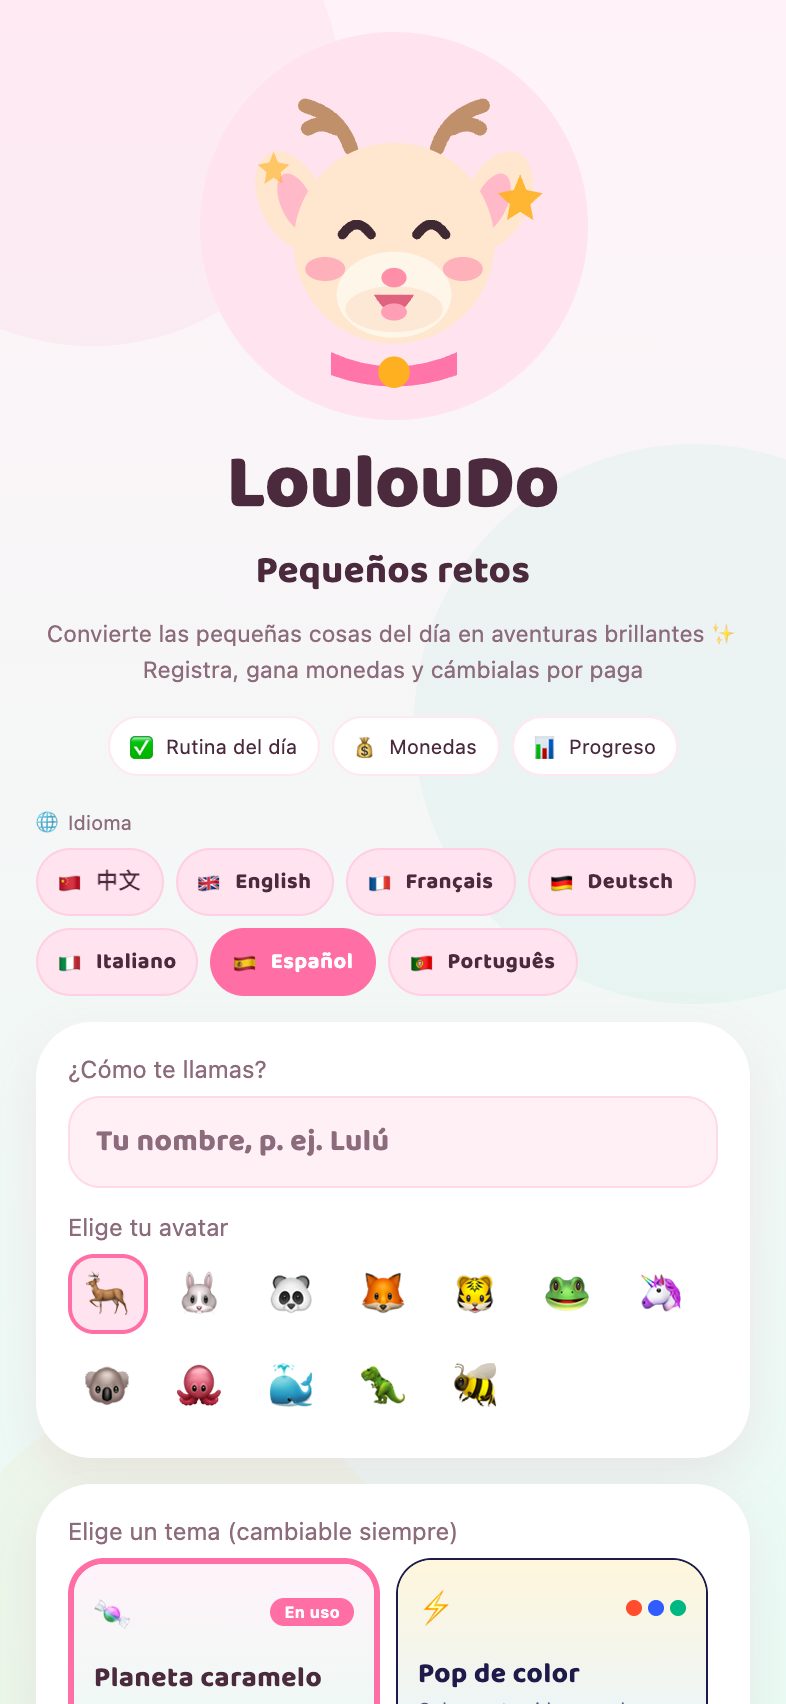 LoulouDo
Pequeños retos
Convierte las pequeñas cosas del día en aventuras brillantes ✨
Registra, gana monedas y cámbialas por paga
✅ Rutina del día
💰 Monedas
📊 Progreso
🌐 Idioma
🇨🇳 中文
🇬🇧 English
🇫🇷 Français
🇩🇪 Deutsch
🇮🇹 Italiano
🇪🇸 Español
🇵🇹 Português
¿Cómo te llamas?
Tu nombre, p. ej. Lulú
Elige tu avatar
Elige un tema (cambiable siempre)
En uso
Planeta caramelo
Pop de color